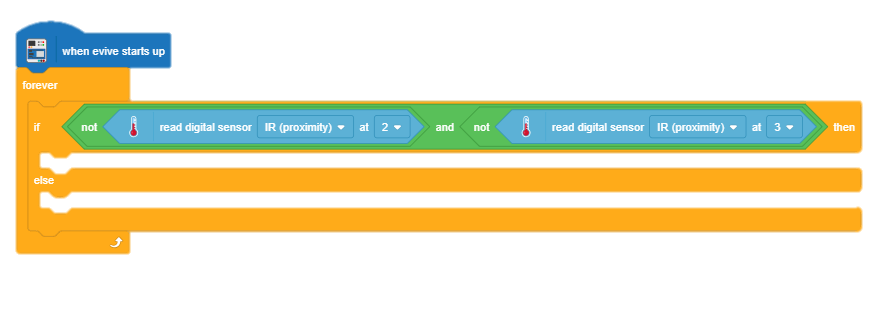 when evive starts up
forever
if not read digital sensor IR (proximity) at 2 and not read digital sensor IR (proximity) at 3 then
else